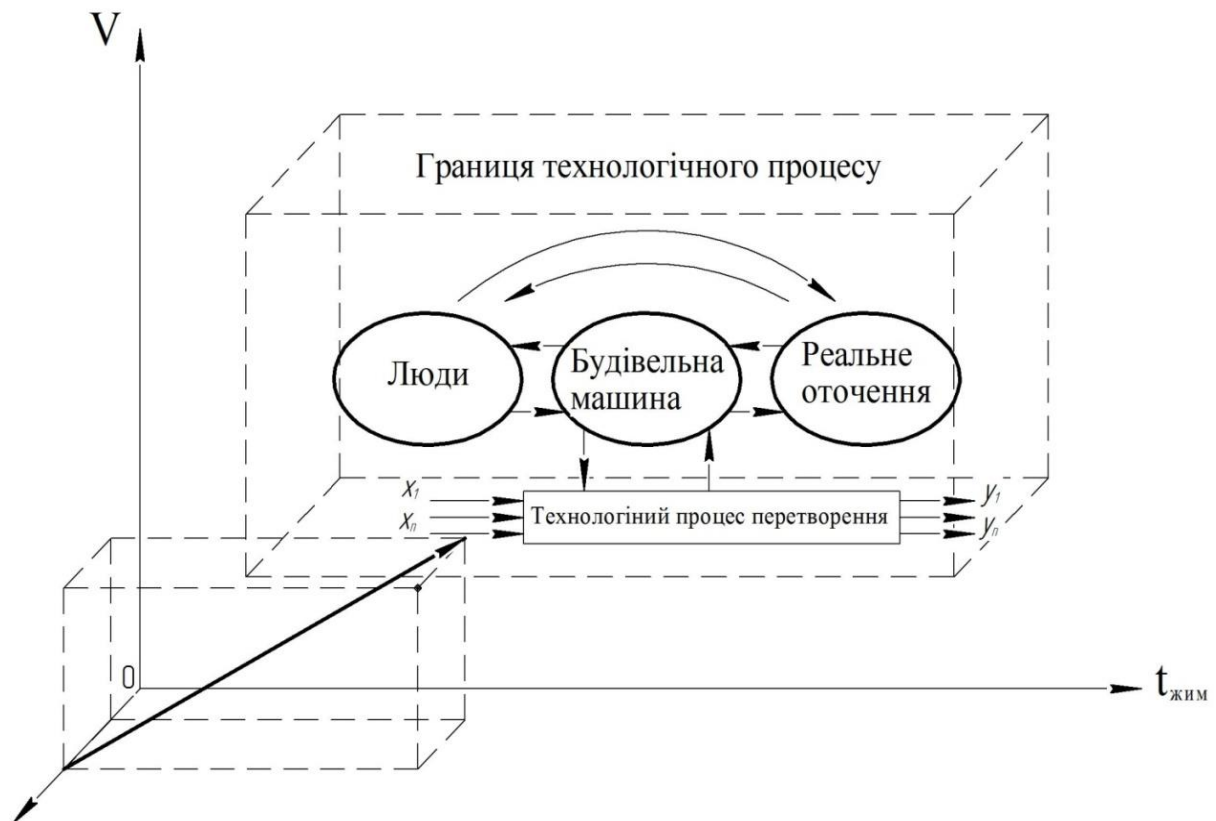 V
Границя технологічного процесу
Люди
Будівельна
машина
Реальне
оточення
x₁
xₙ
Технологіний процес перетворення
y₁
yₙ
0
tжим